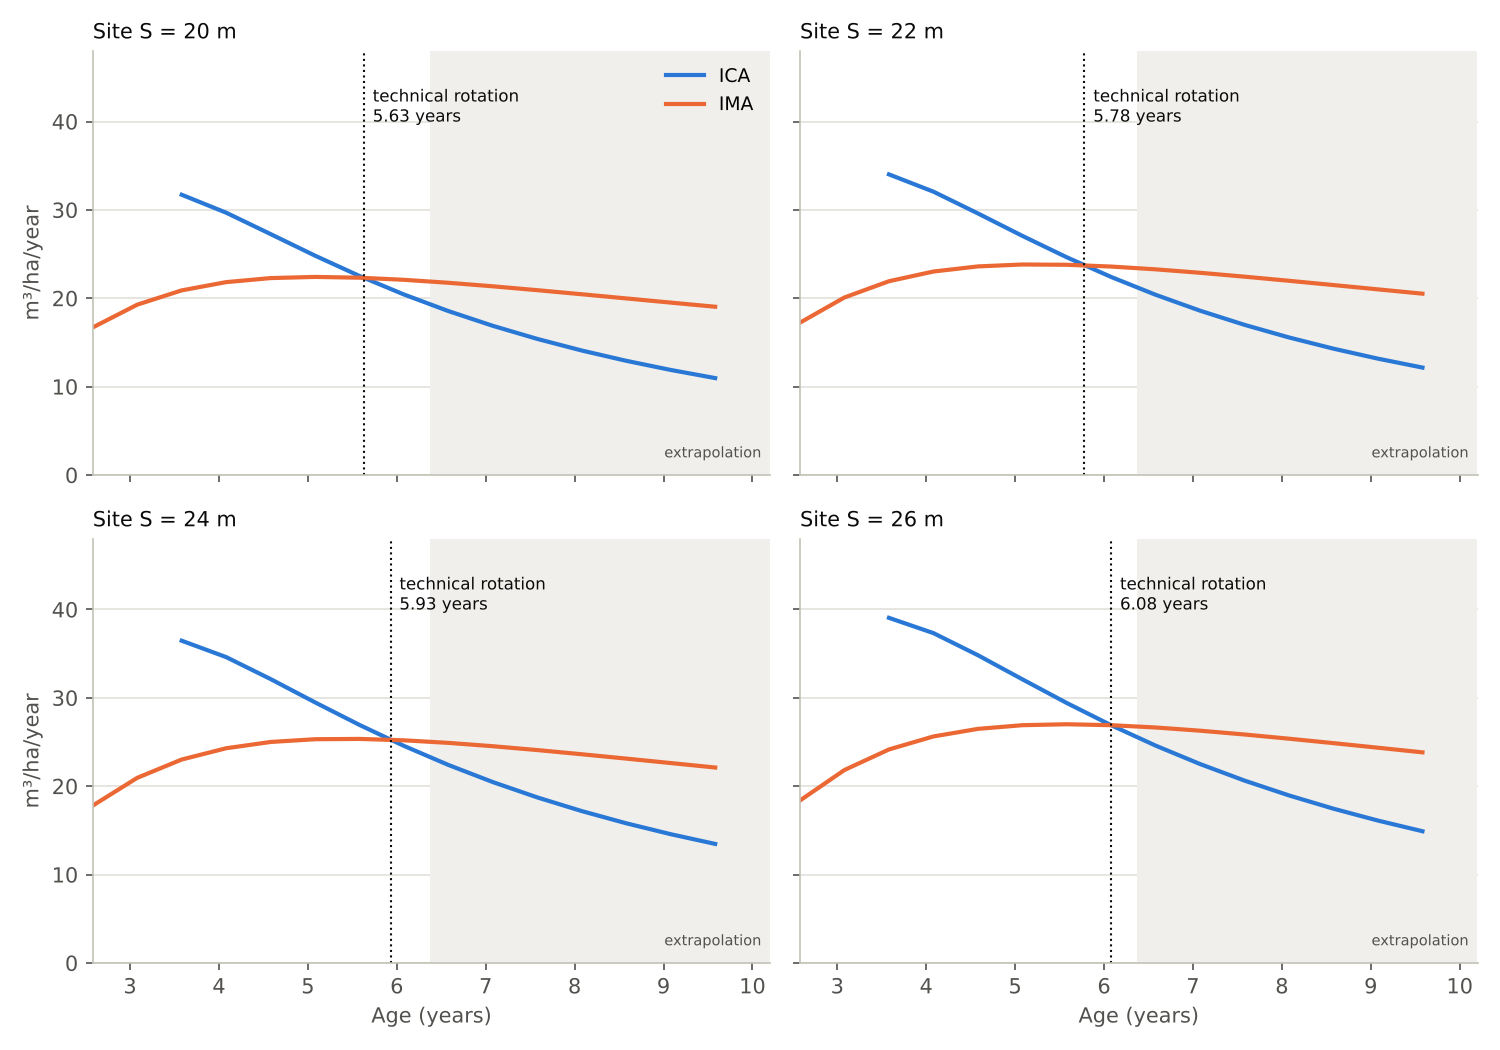 Site S = 20 m
ICA
IMA
technical rotation
5.63 years
40
30
20
10
0
m³/ha/year
extrapolation
Site S = 22 m
technical rotation
5.78 years
extrapolation
Site S = 24 m
technical rotation
5.93 years
40
30
20
10
0
m³/ha/year
extrapolation
3 4 5 6 7 8 9 10
Age (years)
Site S = 26 m
technical rotation
6.08 years
extrapolation
3 4 5 6 7 8 9 10
Age (years)